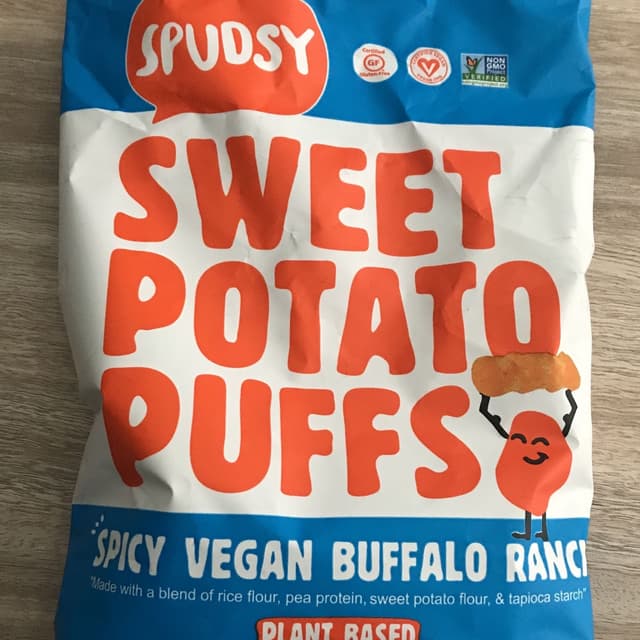 SPUDSY
Certified
GF
Gluten-Free
NON
GMO
Project
VERIFIED
SWEET
POTATO
PUFFS
SPICY VEGAN BUFFALO RANC
"Made with a blend of rice flour, pea protein, sweet potato flour, & tapioca starch"
PLANT BASED